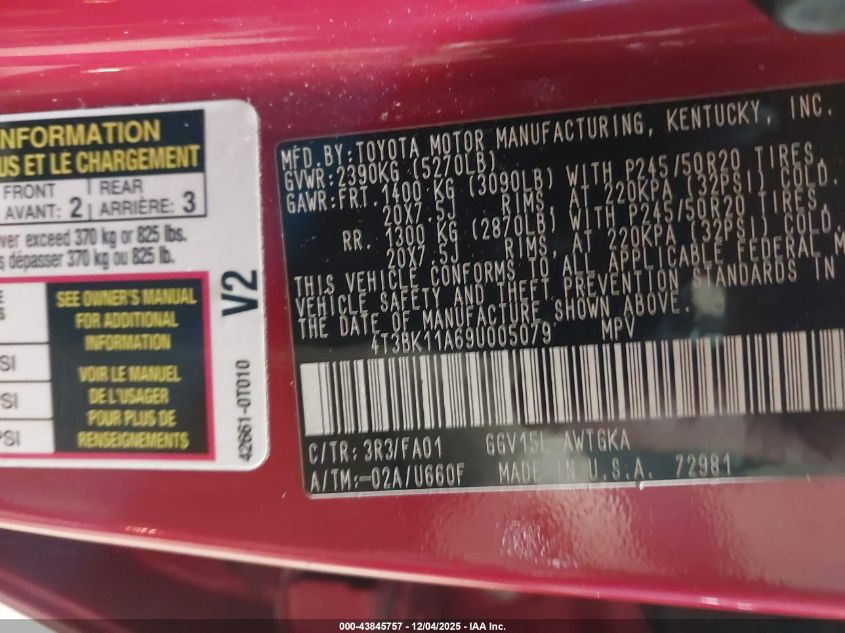 INFORMATION
US ET LE CHARGEMENT
FRONT
AVANT: 2
REAR
ARRIÈRE: 3
ver exceed 370 kg or 825 lbs.
s dépasser 370 kg ou 825 lb.
SEE OWNER'S MANUAL
FOR ADDITIONAL
INFORMATION
VOIR LE MANUEL
DE L'USAGER
POUR PLUS DE
RENSEIGNEMENTS
SI
PSI
PSI
V2
42661-0T010
MFD.BY:TOYOTA MOTOR MANUFACTURING, KENTUCKY, INC.
GVWR:2390KG (5270LB)
GAWR:FRT. 1400 KG (3090LB) WITH P245/50R20 TIRES,
20X7.5J RIMS, AT 220KPA (32PSI) COLD.
RR. 1300 KG (2870LB) WITH P245/50R20 TIRES,
20X7.5J RIMS, AT 220KPA (32PSI) COLD.
THIS VEHICLE CONFORMS TO ALL APPLICABLE FEDERAL M
VEHICLE SAFETY AND THEFT PREVENTION STANDARDS IN
THE DATE OF MANUFACTURE SHOWN ABOVE.
4T3BK11A69U005079 MPV
C/TR: 3R3/FA01 GGV15L-AWTGKA
A/TM:-02A/U660F MADE IN U.S.A. 72981
000-43845757 - 12/04/2025 - IAA Inc.